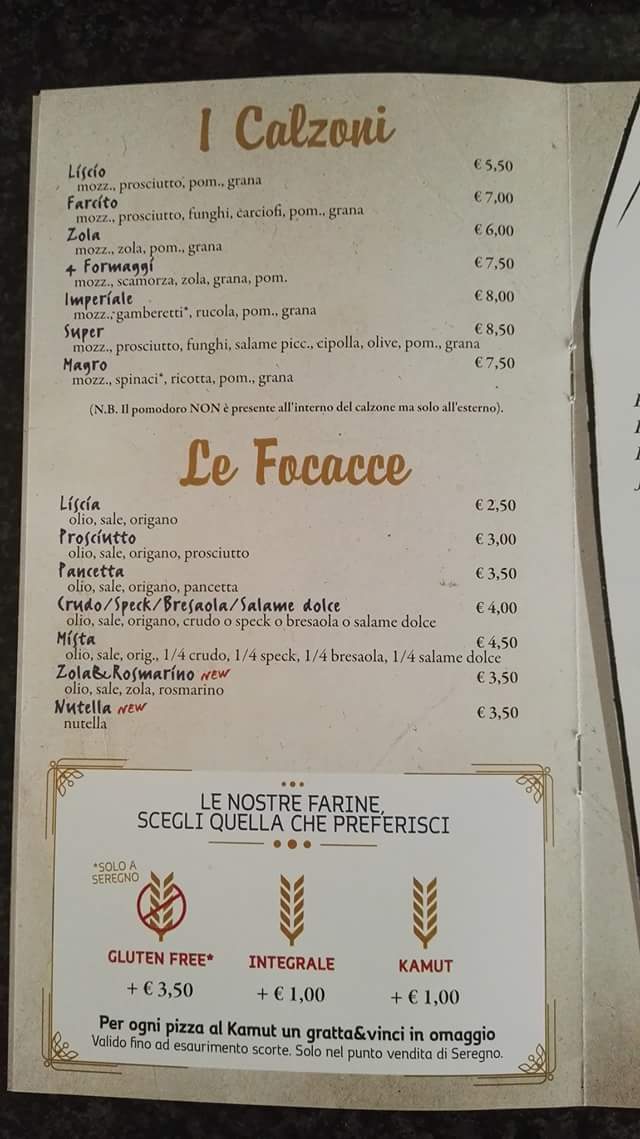 I Calzoni
Liscio € 5,50
mozz., prosciutto, pom., grana
Farcito € 7,00
mozz., prosciutto, funghi, carciofi, pom., grana
Zola € 6,00
mozz., zola, pom., grana
4 Formaggi € 7,50
mozz., scamorza, zola, grana, pom.
Imperiale € 8,00
mozz., gamberetti*, rucola, pom., grana
Super € 8,50
mozz., prosciutto, funghi, salame picc., cipolla, olive, pom., grana
Magro € 7,50
mozz., spinaci*, ricotta, pom., grana
(N.B. Il pomodoro NON è presente all'interno del calzone ma solo all'esterno).
Le Focacce
Liscia € 2,50
olio, sale, origano
Prosciutto € 3,00
olio, sale, origano, prosciutto
Pancetta € 3,50
olio, sale, origano, pancetta
Crudo/Speck/Bresaola/Salame dolce € 4,00
olio, sale, origano, crudo o speck o bresaola o salame dolce
Mista € 4,50
olio, sale, orig., 1/4 crudo, 1/4 speck, 1/4 bresaola, 1/4 salame dolce
Zola&Rosmarino NEW € 3,50
olio, sale, zola, rosmarino
Nutella NEW € 3,50
nutella
LE NOSTRE FARINE,
SCEGLI QUELLA CHE PREFERISCI
*SOLO A
SEREGNO
GLUTEN FREE* INTEGRALE KAMUT
+ € 3,50 + € 1,00 + € 1,00
Per ogni pizza al Kamut un gratta&vinci in omaggio
Valido fino ad esaurimento scorte. Solo nel punto vendita di Seregno.